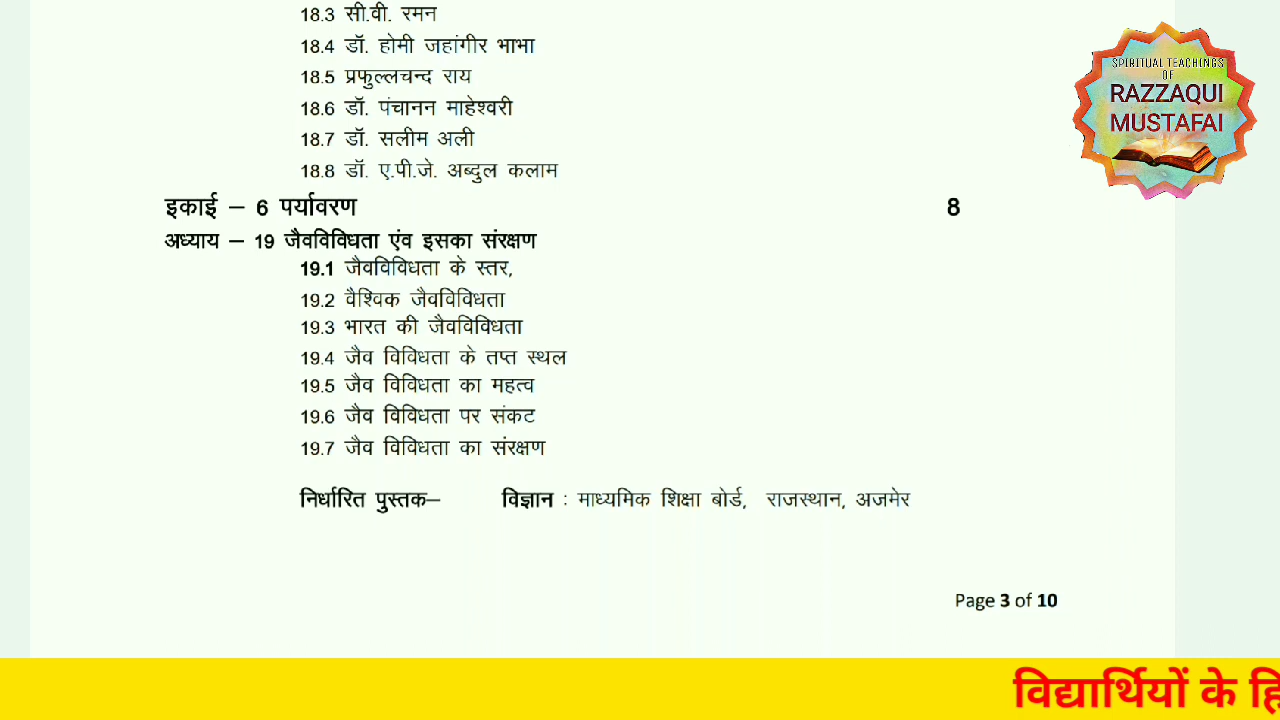 18.3 सी.वी. रमन
18.4 डॉ. होमी जहांगीर भाभा
18.5 प्रफुल्लचन्द राय
18.6 डॉ. पंचानन माहेश्वरी
18.7 डॉ. सलीम अली
18.8 डॉ. ए.पी.जे. अब्दुल कलाम
SPIRITUAL TEACHINGS
OF
RAZZAQUI
MUSTAFAI
इकाई – 6 पर्यावरण 8
अध्याय – 19 जैवविविधता एंव इसका संरक्षण
19.1 जैवविविधता के स्तर,
19.2 वैश्विक जैवविविधता
19.3 भारत की जैवविविधता
19.4 जैव विविधता के तप्त स्थल
19.5 जैव विविधता का महत्व
19.6 जैव विविधता पर संकट
19.7 जैव विविधता का संरक्षण
निर्धारित पुस्तक– विज्ञान : माध्यमिक शिक्षा बोर्ड, राजस्थान, अजमेर
Page 3 of 10
विद्यार्थियों के